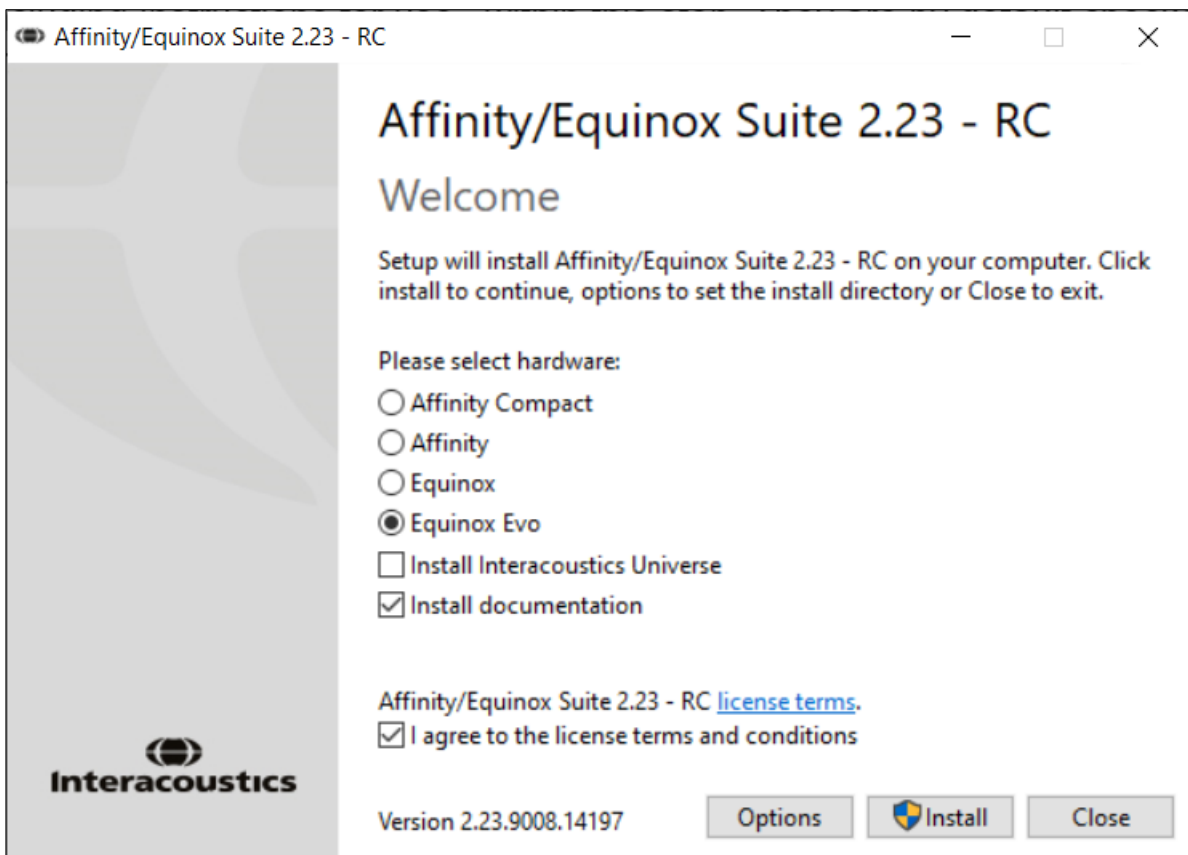 Affinity/Equinox Suite 2.23 - RC
Affinity/Equinox Suite 2.23 - RC
Welcome
Setup will install Affinity/Equinox Suite 2.23 - RC on your computer. Click
install to continue, options to set the install directory or Close to exit.
Please select hardware:
Affinity Compact
Affinity
Equinox
Equinox Evo
Install Interacoustics Universe
Install documentation
Affinity/Equinox Suite 2.23 - RC license terms.
I agree to the license terms and conditions
Interacoustics
Version 2.23.9008.14197
Options
Install
Close